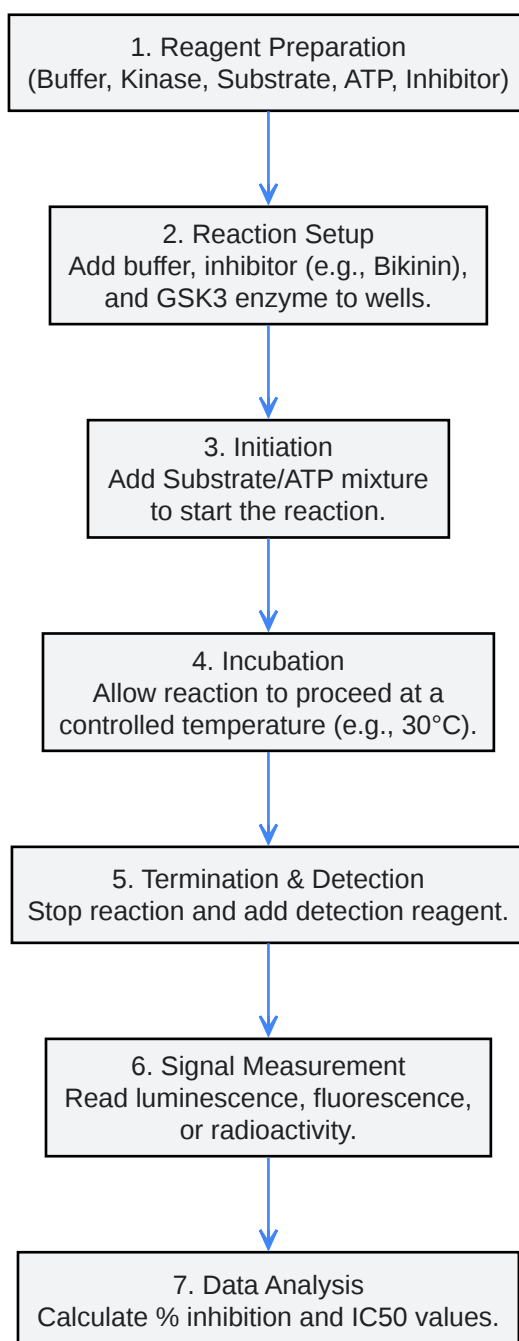 1. Reagent Preparation
(Buffer, Kinase, Substrate, ATP, Inhibitor)
2. Reaction Setup
Add buffer, inhibitor (e.g., Bikinin),
and GSK3 enzyme to wells.
3. Initiation
Add Substrate/ATP mixture
to start the reaction.
4. Incubation
Allow reaction to proceed at a
controlled temperature (e.g., 30°C).
5. Termination & Detection
Stop reaction and add detection reagent.
6. Signal Measurement
Read luminescence, fluorescence,
or radioactivity.
7. Data Analysis
Calculate % inhibition and IC50 values.